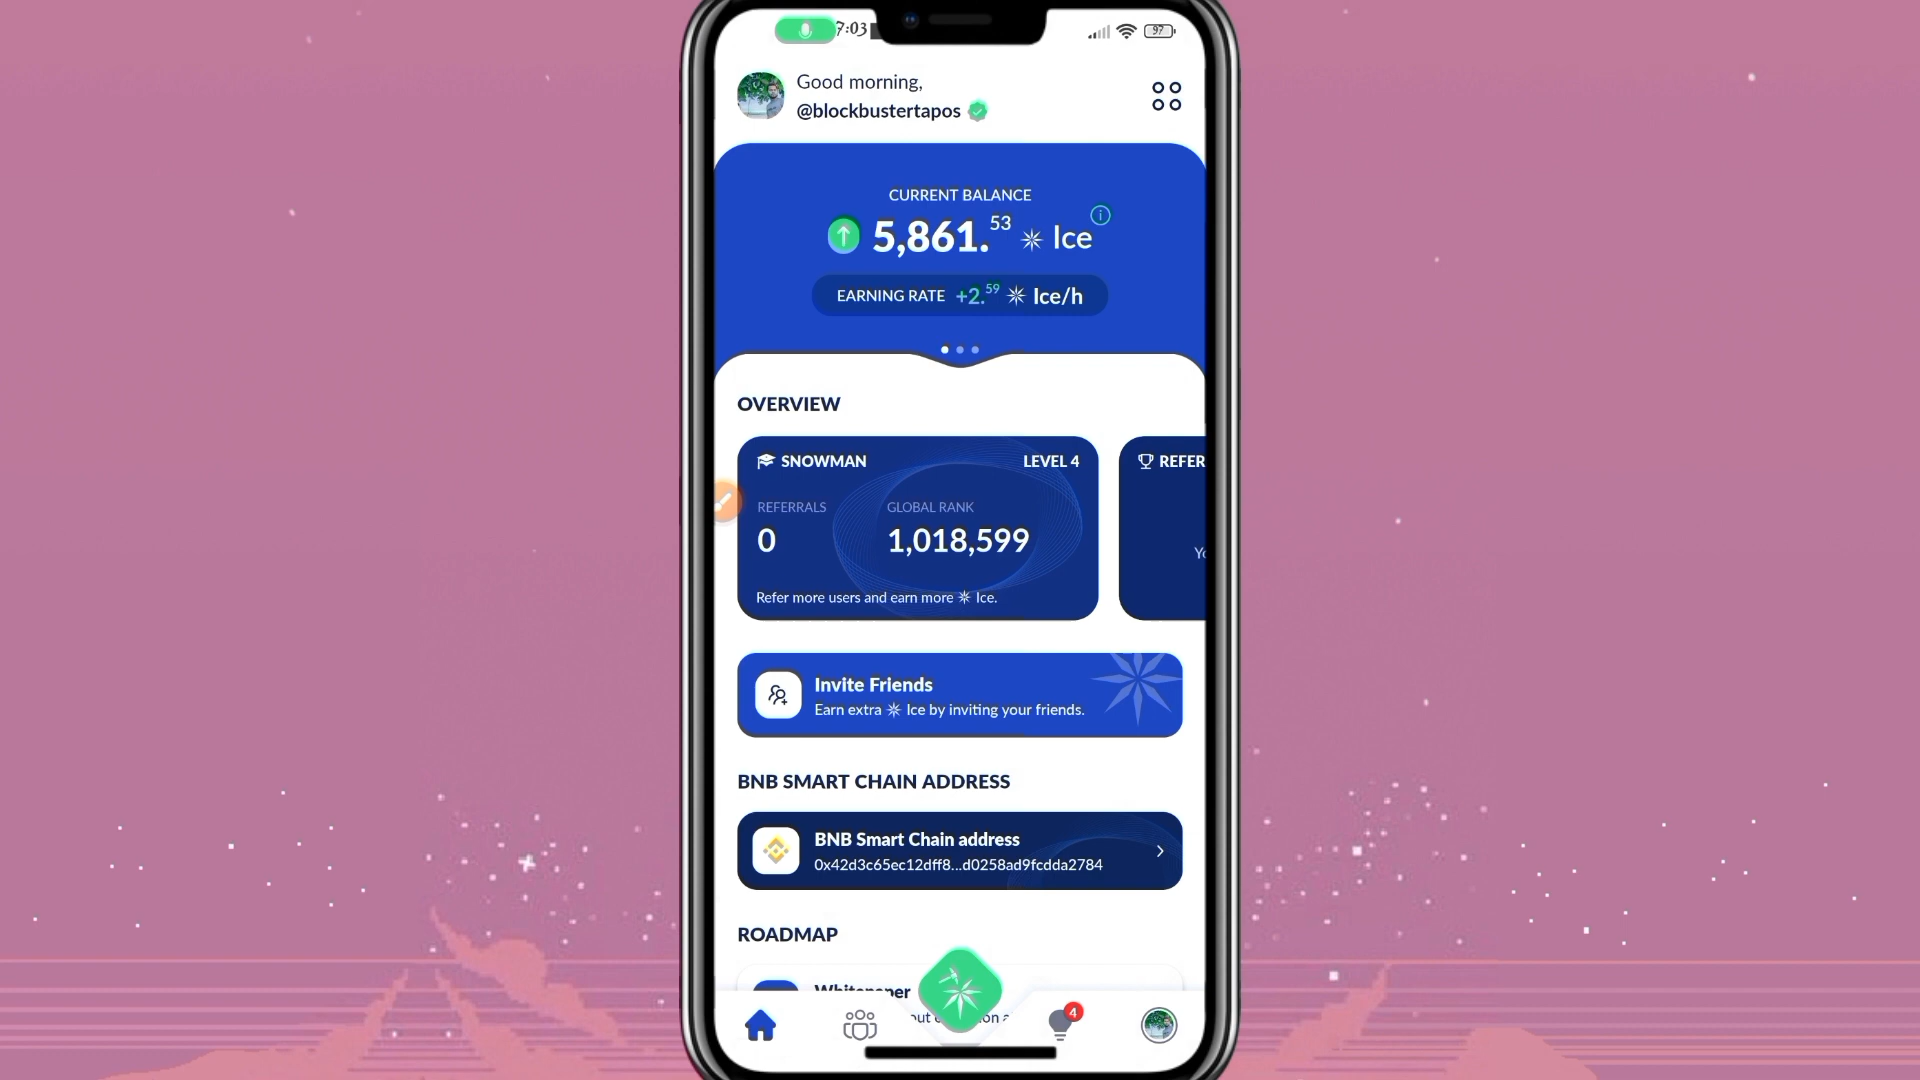 7:03
97
Good morning,
@blockbustertapos
CURRENT BALANCE
5,861.53 Ice
EARNING RATE +2.59 Ice/h
OVERVIEW
SNOWMAN LEVEL 4
REFER
REFERRALS GLOBAL RANK
0 1,018,599
Refer more users and earn more Ice.
Invite Friends
Earn extra Ice by inviting your friends.
BNB SMART CHAIN ADDRESS
BNB Smart Chain address
0x42d3c65ec12dff8...d0258ad9fcdda2784
ROADMAP
Whitepaper
4